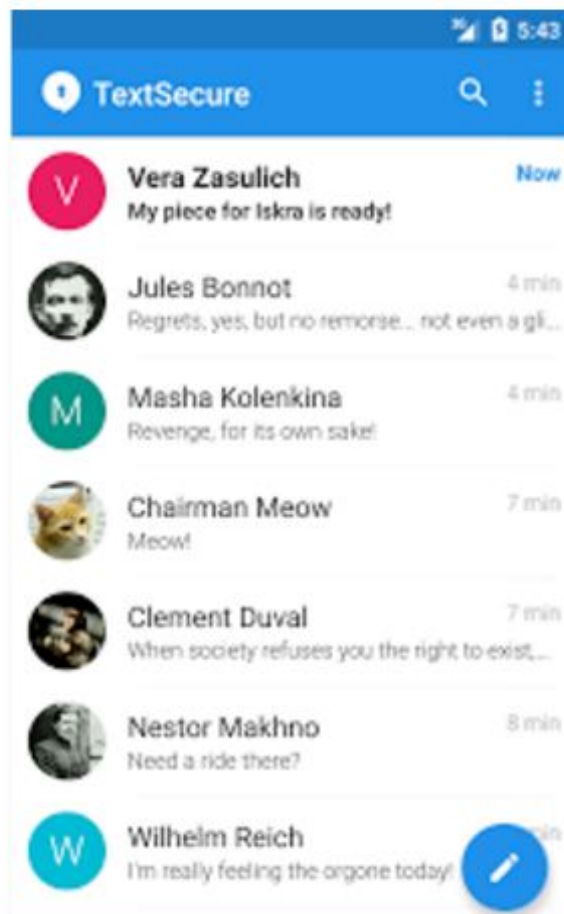 3G 5:43
TextSecure
V
Vera Zasulich Now
My piece for Iskra is ready!
Jules Bonnot 4 min
Regrets, yes, but no remorse... not even a gli...
M
Masha Kolenkina 4 min
Revenge, for its own sake!
Chairman Meow 7 min
Meow!
Clement Duval 7 min
When society refuses you the right to exist,...
Nestor Makhno 8 min
Need a ride there?
W
Wilhelm Reich
I'm really feeling the orgone today!